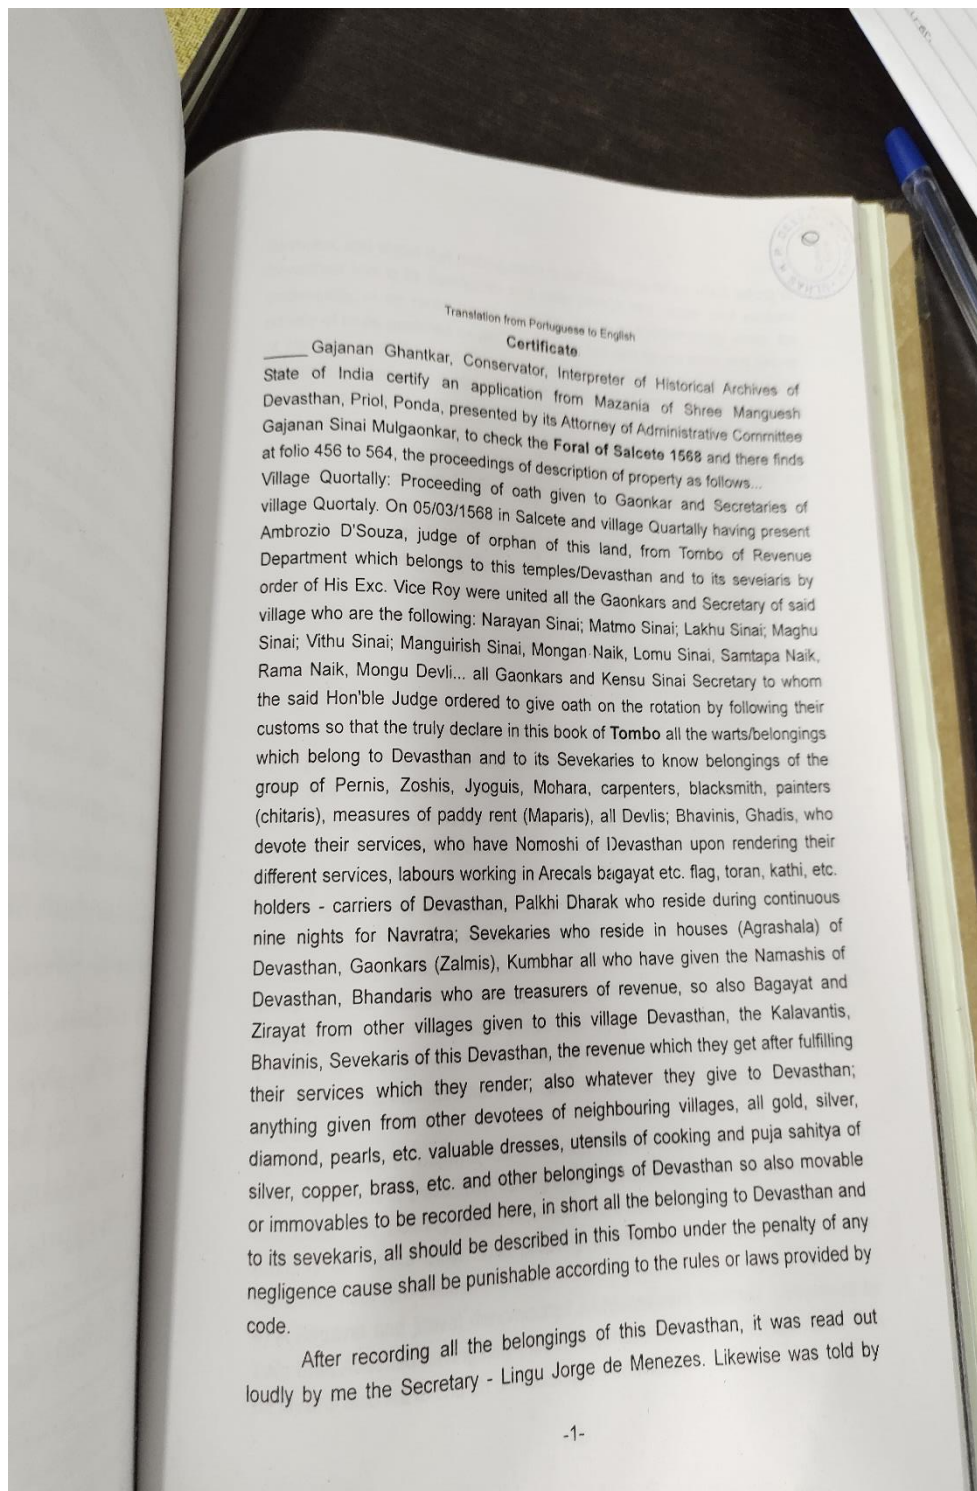 Translation from Portuguese to English
Certificate
_____ Gajanan Ghantkar, Conservator, Interpreter of Historical Archives of
State of India certify an application from Mazania of Shree Manguesh
Devasthan, Priol, Ponda, presented by its Attorney of Administrative Committee
Gajanan Sinai Mulgaonkar, to check the Foral of Salcete 1568 and there finds
at folio 456 to 564, the proceedings of description of property as follows...
Village Quortally: Proceeding of oath given to Gaonkar and Secretaries of
village Quortaly. On 05/03/1568 in Salcete and village Quartally having present
Ambrozio D'Souza, judge of orphan of this land, from Tombo of Revenue
Department which belongs to this temples/Devasthan and to its seveiaris by
order of His Exc. Vice Roy were united all the Gaonkars and Secretary of said
village who are the following: Narayan Sinai; Matmo Sinai; Lakhu Sinai; Maghu
Sinai; Vithu Sinai; Manguirish Sinai, Mongan Naik, Lomu Sinai, Samtapa Naik,
Rama Naik, Mongu Devli... all Gaonkars and Kensu Sinai Secretary to whom
the said Hon'ble Judge ordered to give oath on the rotation by following their
customs so that the truly declare in this book of Tombo all the warts/belongings
which belong to Devasthan and to its Sevekaries to know belongings of the
group of Pernis, Zoshis, Jyoguis, Mohara, carpenters, blacksmith, painters
(chitaris), measures of paddy rent (Maparis), all Devlis; Bhavinis, Ghadis, who
devote their services, who have Nomoshi of Devasthan upon rendering their
different services, labours working in Arecals bagayat etc. flag, toran, kathi, etc.
holders - carriers of Devasthan, Palkhi Dharak who reside during continuous
nine nights for Navratra; Sevekaries who reside in houses (Agrashala) of
Devasthan, Gaonkars (Zalmis), Kumbhar all who have given the Namashis of
Devasthan, Bhandaris who are treasurers of revenue, so also Bagayat and
Zirayat from other villages given to this village Devasthan, the Kalavantis,
Bhavinis, Sevekaris of this Devasthan, the revenue which they get after fulfilling
their services which they render; also whatever they give to Devasthan;
anything given from other devotees of neighbouring villages, all gold, silver,
diamond, pearls, etc. valuable dresses, utensils of cooking and puja sahitya of
silver, copper, brass, etc. and other belongings of Devasthan so also movable
or immovables to be recorded here, in short all the belonging to Devasthan and
to its sevekaris, all should be described in this Tombo under the penalty of any
negligence cause shall be punishable according to the rules or laws provided by
code.
After recording all the belongings of this Devasthan, it was read out
loudly by me the Secretary - Lingu Jorge de Menezes. Likewise was told by
-1-